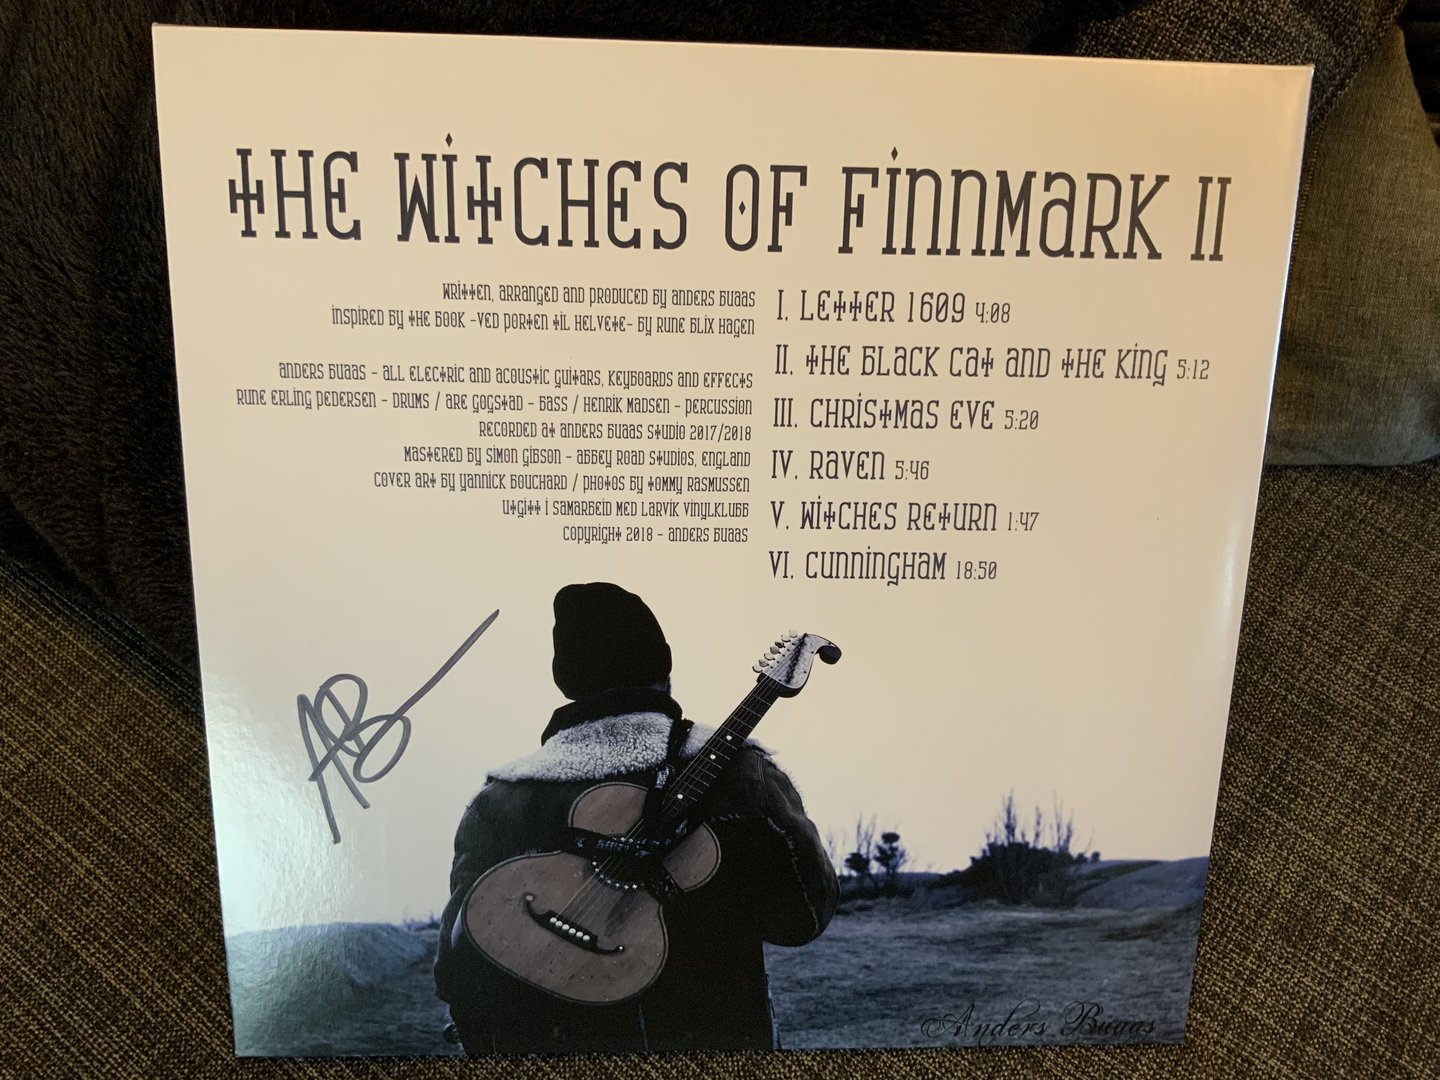 THE WITCHES OF FINNMARK II
WRITTEN, ARRANGED AND PRODUCED BY ANDERS BUAAS
INSPIRED BY THE BOOK -VED PORTEN TIL HELVETE- BY RUNE BLIX HAGEN
ANDERS BUAAS - ALL ELECTRIC AND ACOUSTIC GUITARS, KEYBOARDS AND EFFECTS
RUNE ERLING PEDERSEN - DRUMS / ARE GOGSTAD - BASS / HENRIK MADSEN - PERCUSSION
RECORDED AT ANDERS BUAAS STUDIO 2017/2018
MASTERED BY SIMON GIBSON - ABBEY ROAD STUDIOS, ENGLAND
COVER ART BY YANNICK BOUCHARD / PHOTOS BY TOMMY RASMUSSEN
UTGITT I SAMARBEID MED LARVIK VINYLKLUBB
COPYRIGHT 2018 - ANDERS BUAAS
I. LETTER 1609 4:08
II. THE BLACK CAT AND THE KING 5:12
III. CHRISTMAS EVE 5:20
IV. RAVEN 5:46
V. WITCHES RETURN 1:47
VI. CUNNINGHAM 18:50
AB
Anders Buaas